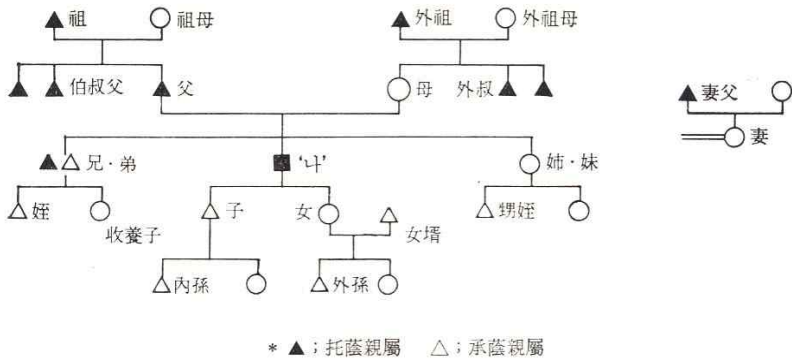 祖 祖母 外祖 外祖母
伯叔父 父 母 外叔 妻父
妻
兄·弟 '나' 姉·妹
姪 子 女 甥姪
收養子 女壻
內孫 外孫
* ▲ ; 托蔭親屬 △ ; 承蔭親屬